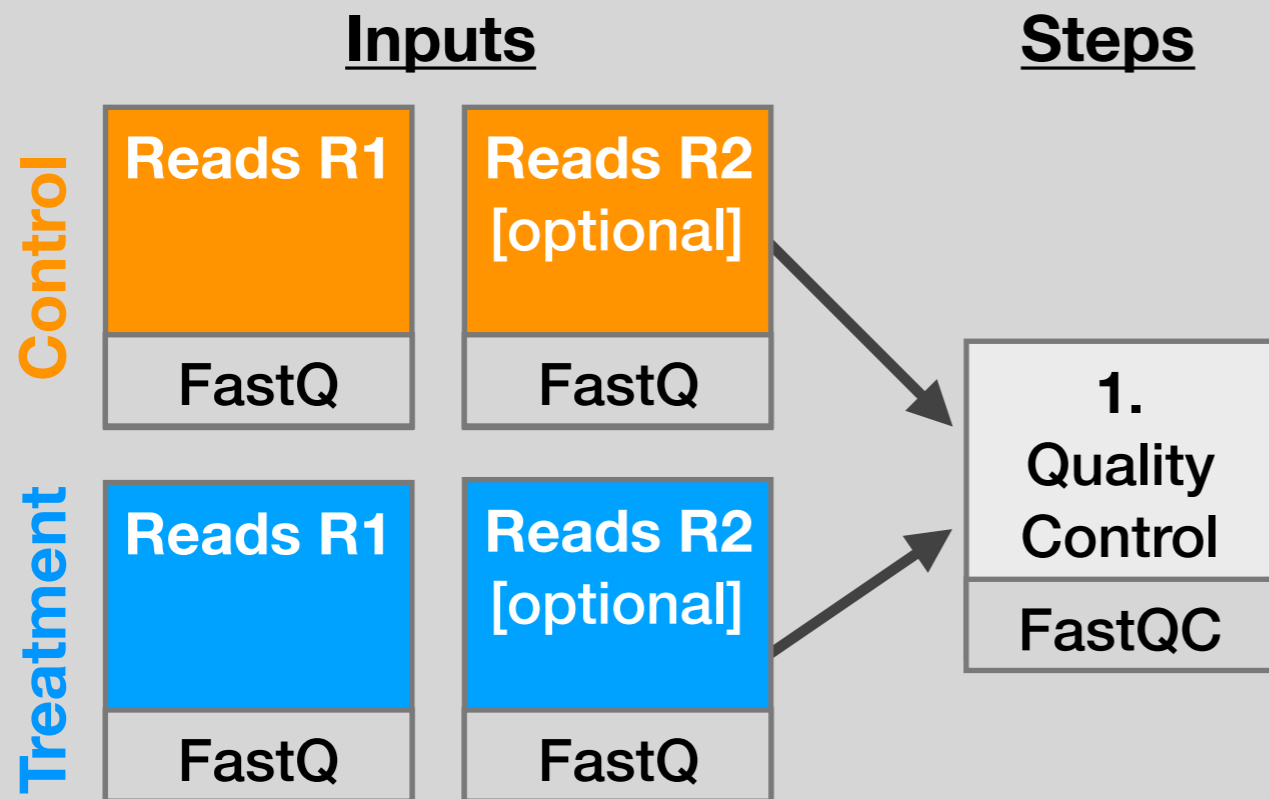 Inputs
Steps
Control
Reads R1
FastQ
Reads R2
[optional]
FastQ
Treatment
Reads R1
FastQ
Reads R2
[optional]
FastQ
1.
Quality
Control
FastQC